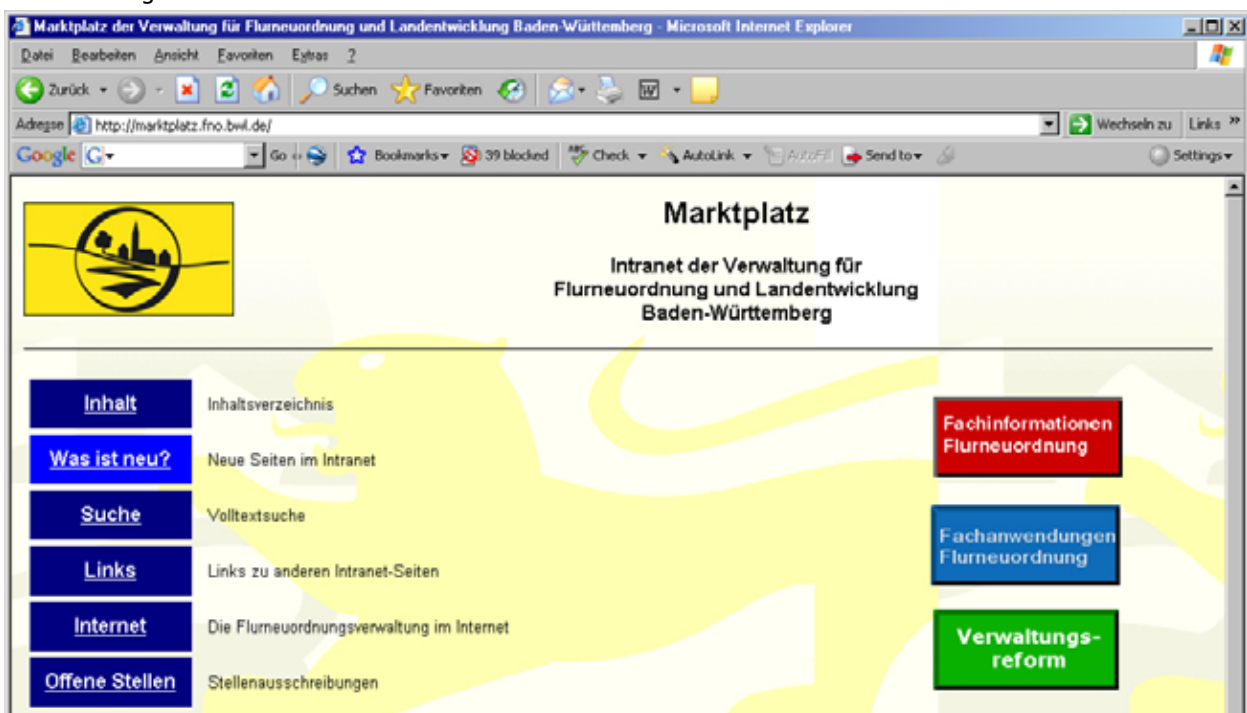 Marktplatz der Verwaltung für Flurneuordnung und Landentwicklung Baden-Württemberg - Microsoft Internet Explorer
Datei Bearbeiten Ansicht Favoriten Extras ?
Zurück Suchen Favoriten
Adresse http://marktplatz.fno.bwl.de/ Wechseln zu Links »
Google G Go Bookmarks 39 blocked Check AutoLink AutoFill Send to Settings
Marktplatz
Intranet der Verwaltung für
Flurneuordnung und Landentwicklung
Baden-Württemberg
Inhalt Inhaltsverzeichnis
Was ist neu? Neue Seiten im Intranet
Suche Volltextsuche
Links Links zu anderen Intranet-Seiten
Internet Die Flurneuordnungsverwaltung im Internet
Offene Stellen Stellenausschreibungen
Fachinformationen
Flurneuordnung
Fachanwendungen
Flurneuordnung
Verwaltungs-
reform